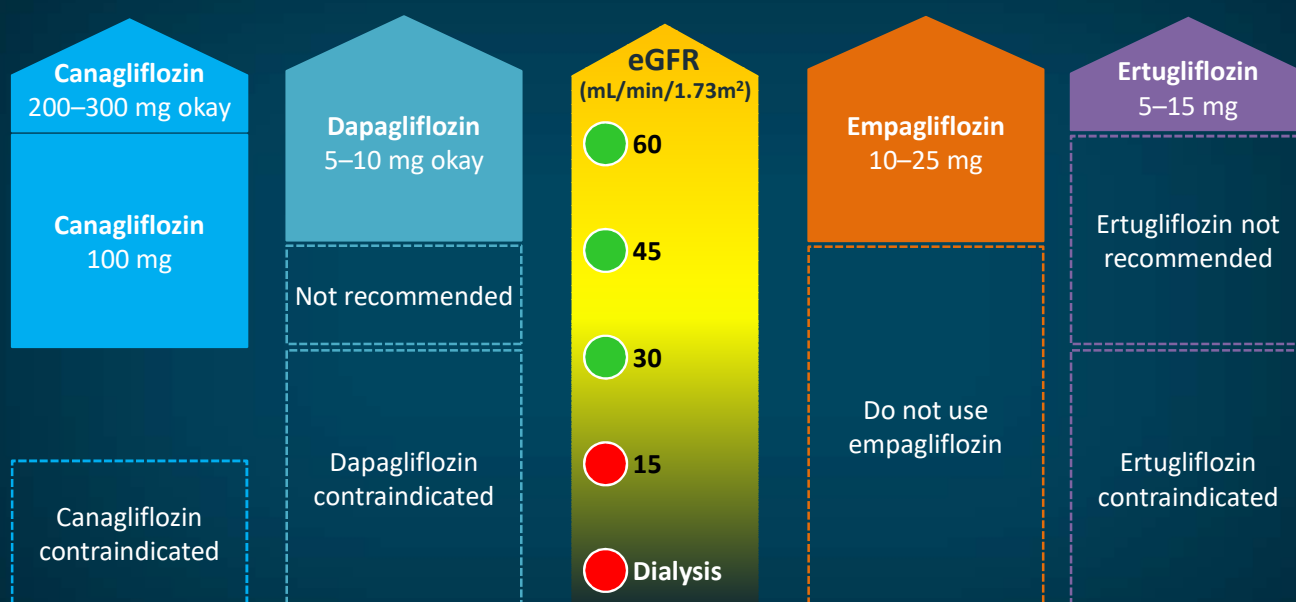 Canagliflozin
200–300 mg okay
Canagliflozin
100 mg
Canagliflozin
contraindicated
Dapagliflozin
5–10 mg okay
Not recommended
Dapagliflozin
contraindicated
eGFR
(mL/min/1.73m²)
60
45
30
15
Dialysis
Empagliflozin
10–25 mg
Do not use
empagliflozin
Ertugliflozin
5–15 mg
Ertugliflozin not
recommended
Ertugliflozin
contraindicated